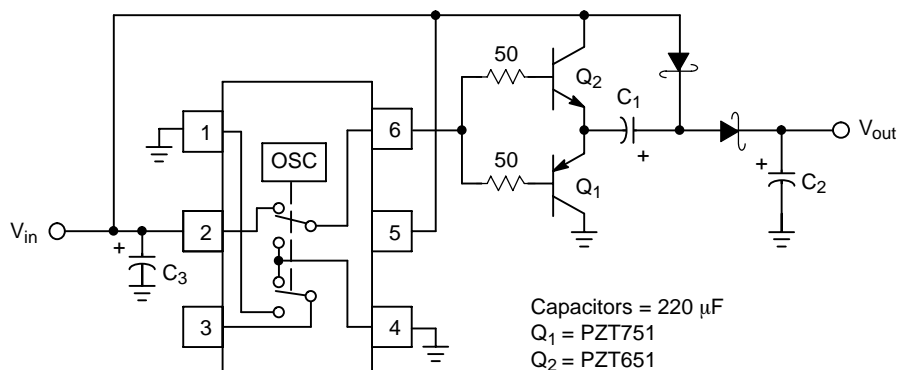 50
Q2
C1
+
Vout
1
6
OSC
50
Q1
+
C2
Vin
2
5
+
C3
3
4
Capacitors = 220 μF
Q1 = PZT751
Q2 = PZT651